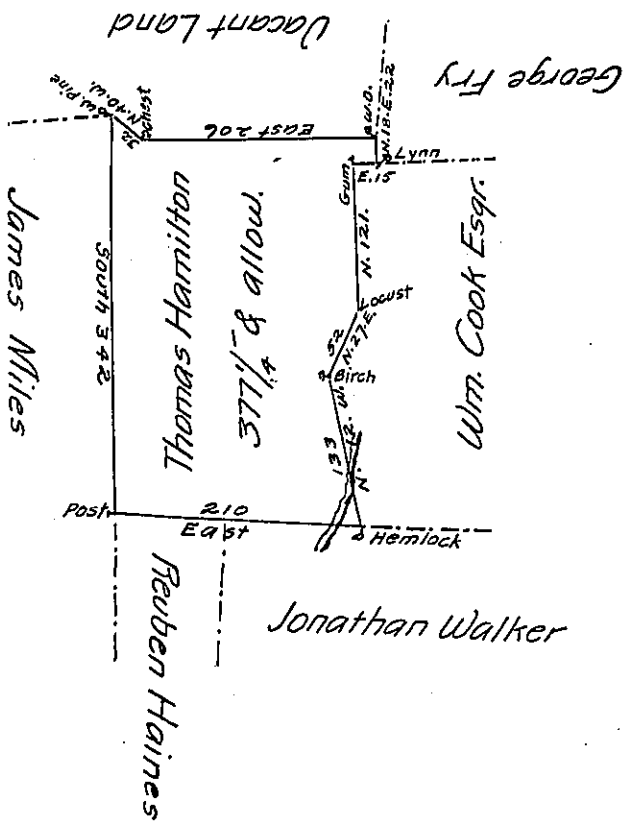 Vacant Land
George Fry
W.O.
N.18.E.22
Lynn
W. Pine
N.40.W.
32
East 206
Gum
E.15
James Miles
South 342
Thomas Hamilton
377 1/4 & allow.
N. 121.
Locust
52
N.27.E.
Birch
133
N. 12. W.
Wm. Cook Esqr.
Post
210
East
Hemlock
Reuben Haines
Jonathan Walker